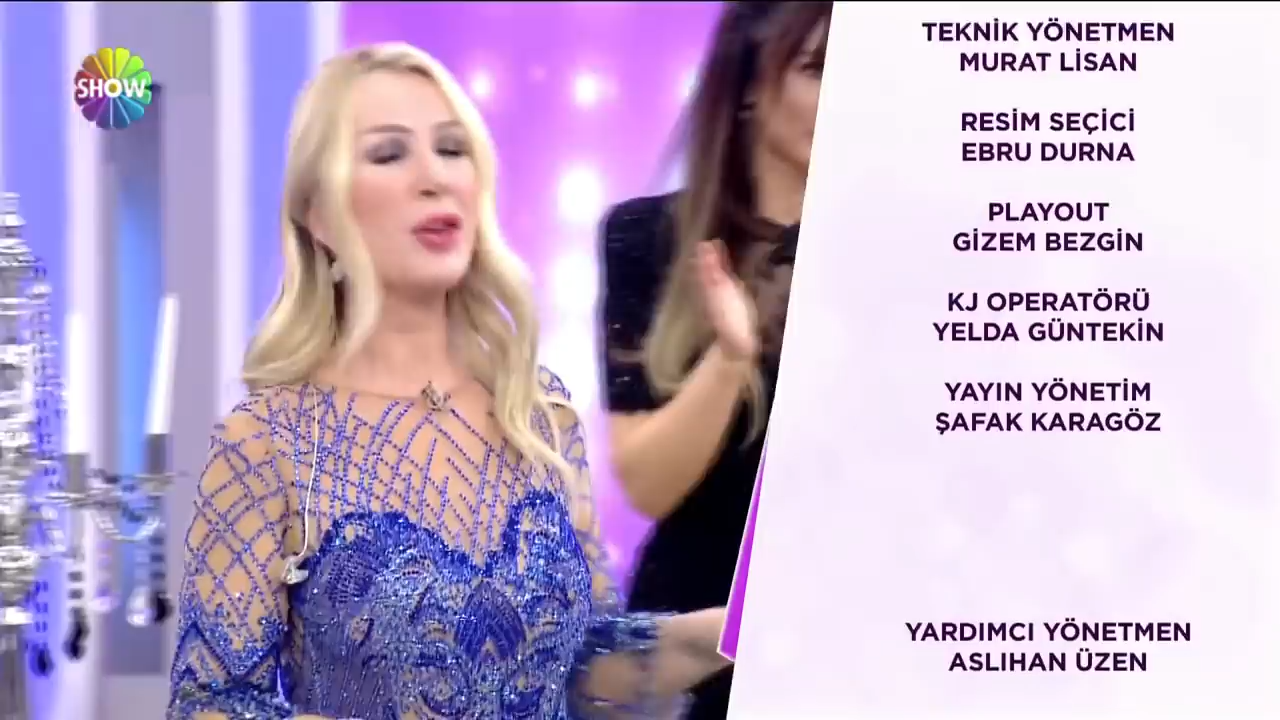 SHOW
TEKNİK YÖNETMEN
MURAT LİSAN
RESİM SEÇİCİ
EBRU DURNA
PLAYOUT
GİZEM BEZGİN
KJ OPERATÖRÜ
YELDA GÜNTEKİN
YAYIN YÖNETİM
ŞAFAK KARAGÖZ
YARDIMCI YÖNETMEN
ASLIHAN ÜZEN